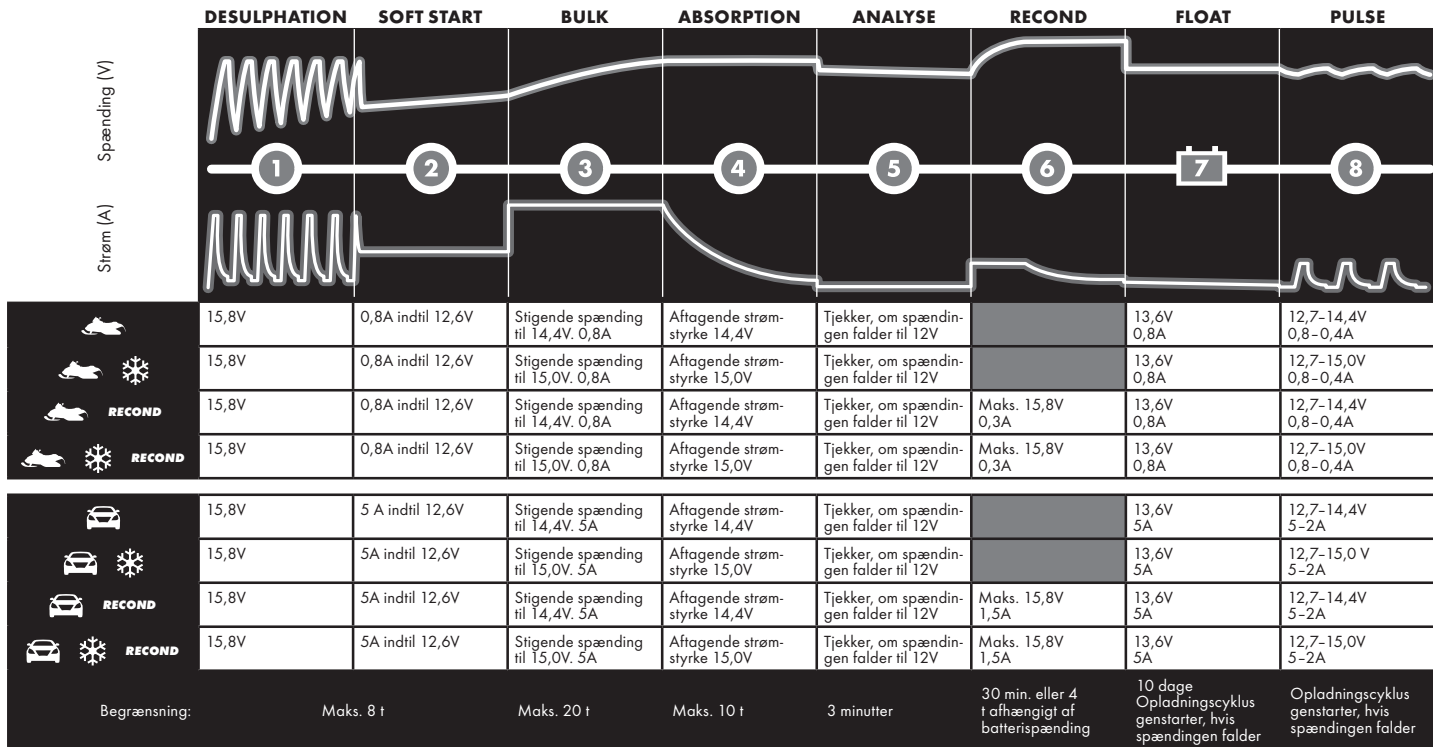 DESULPHATION SOFT START BULK ABSORPTION ANALYSE RECOND FLOAT PULSE
Spænding (V)
1 2 3 4 5 6 7 8
Strøm (A)
15,8V 0,8A indtil 12,6V Stigende spænding Aftagende strøm- Tjekker, om spændin- 13,6V 12,7–14,4V
til 14,4V. 0,8A styrke 14,4V gen falder til 12V 0,8A 0,8–0,4A
15,8V 0,8A indtil 12,6V Stigende spænding Aftagende strøm- Tjekker, om spændin- 13,6V 12,7–15,0V
til 15,0V. 0,8A styrke 15,0V gen falder til 12V 0,8A 0,8–0,4A
RECOND 15,8V 0,8A indtil 12,6V Stigende spænding Aftagende strøm- Tjekker, om spændin- Maks. 15,8V 13,6V 12,7–14,4V
til 14,4V. 0,8A styrke 14,4V gen falder til 12V 0,3A 0,8A 0,8–0,4A
RECOND 15,8V 0,8A indtil 12,6V Stigende spænding Aftagende strøm- Tjekker, om spændin- Maks. 15,8V 13,6V 12,7–15,0V
til 15,0V. 0,8A styrke 15,0V gen falder til 12V 0,3A 0,8A 0,8–0,4A
15,8V 5 A indtil 12,6V Stigende spænding Aftagende strøm- Tjekker, om spændin- 13,6V 12,7–14,4V
til 14,4V. 5A styrke 14,4V gen falder til 12V 5A 5–2A
15,8V 5A indtil 12,6V Stigende spænding Aftagende strøm- Tjekker, om spændin- 13,6V 12,7–15,0 V
til 15,0V. 5A styrke 15,0V gen falder til 12V 5A 5–2A
RECOND 15,8V 5A indtil 12,6V Stigende spænding Aftagende strøm- Tjekker, om spændin- Maks. 15,8V 13,6V 12,7–14,4V
til 14,4V. 5A styrke 14,4V gen falder til 12V 1,5A 5A 5–2A
RECOND 15,8V 5A indtil 12,6V Stigende spænding Aftagende strøm- Tjekker, om spændin- Maks. 15,8V 13,6V 12,7–15,0V
til 15,0V. 5A styrke 15,0V gen falder til 12V 1,5A 5A 5–2A
Begrænsning: Maks. 8 t Maks. 20 t Maks. 10 t 3 minutter
30 min. eller 4
t afhængigt af
batterispænding
10 dage
Opladningscyklus
genstarter, hvis
spændingen falder
Opladningscyklus
genstarter, hvis
spændingen falder